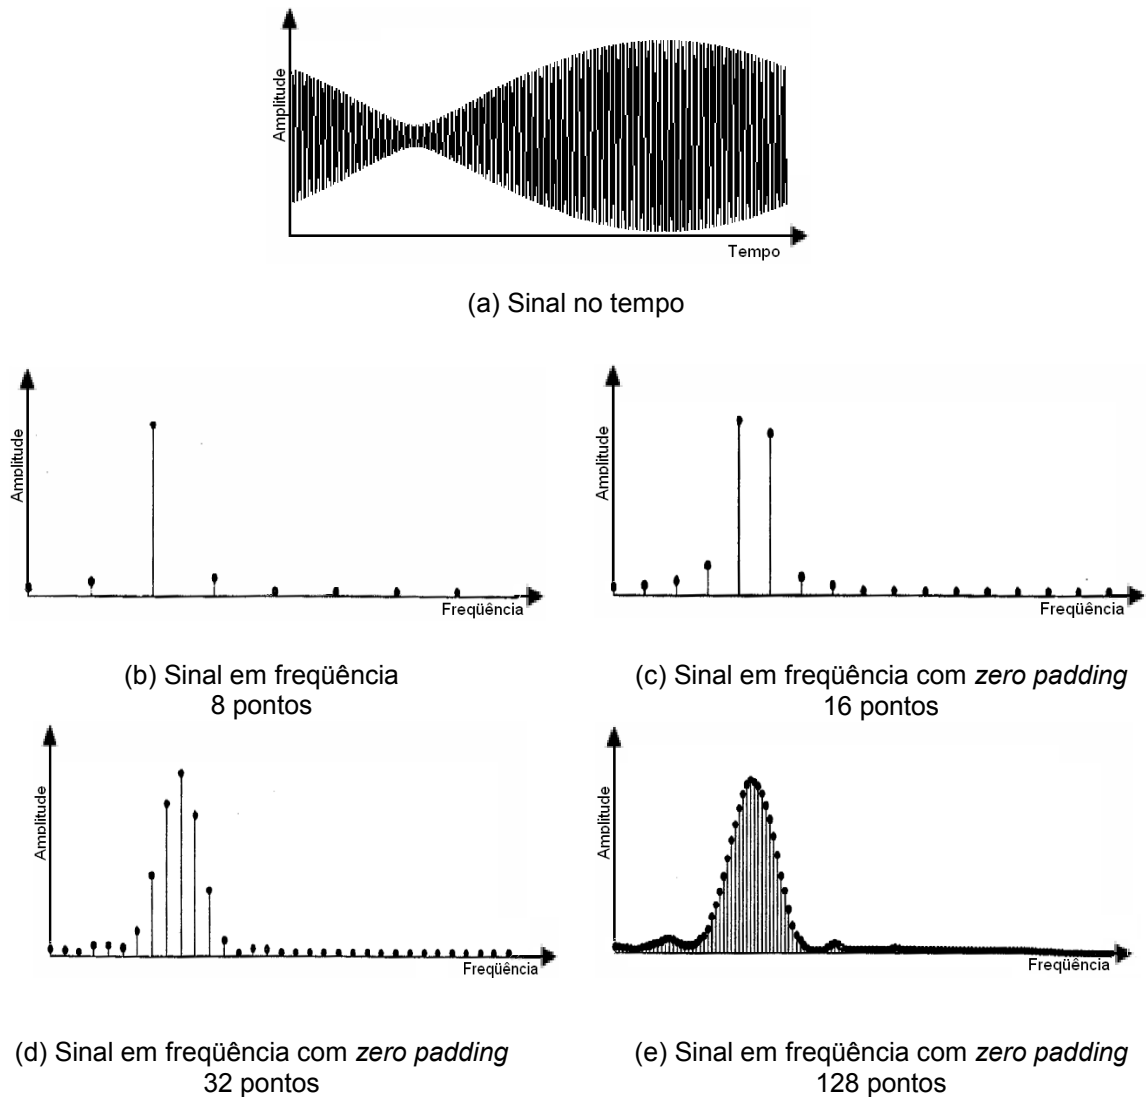 Amplitude
Tempo
(a) Sinal no tempo
Amplitude
Freqüência
(b) Sinal em freqüência
8 pontos
Amplitude
Freqüência
(c) Sinal em freqüência com zero padding
16 pontos
Amplitude
Freqüência
(d) Sinal em freqüência com zero padding
32 pontos
Amplitude
Freqüência
(e) Sinal em freqüência com zero padding
128 pontos